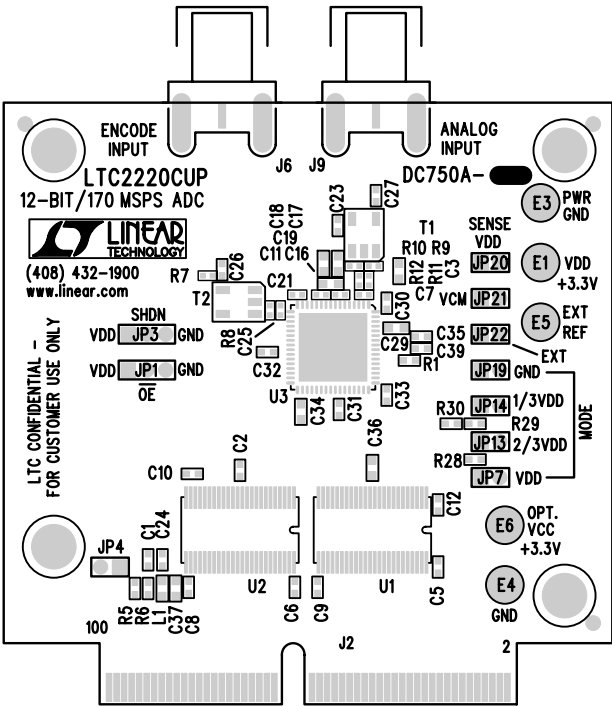 ENCODE
INPUT
J6
J9
ANALOG
INPUT
LTC2220CUP
12-BIT/170 MSPS ADC
DC750A-
E3
PWR
GND
LINEAR
TECHNOLOGY
(408) 432-1900
www.linear.com
C27
C23
C18
C17
C19
C11
C16
T1
R10
R9
R12
R11
C3
C7
SENSE
VDD
JP20
E1
VDD
+3.3V
R7
C26
T2
C21
C30
VCM
JP21
E5
EXT
REF
SHDN
VDD
JP3
GND
R8
C25
C29
C35
C39
JP22
EXT
VDD
JP1
GND
OE
C32
R1
JP19
GND
LTC CONFIDENTIAL -
FOR CUSTOMER USE ONLY
U3
C34
C31
C33
JP14
1/3VDD
MODE
R30
R29
JP13
2/3VDD
R28
JP7
VDD
C10
C2
C36
C12
E6
OPT.
VCC
+3.3V
C1
C24
JP4
R5
R6
L1
C37
C8
U2
C6
C9
U1
C5
E4
GND
100
J2
2